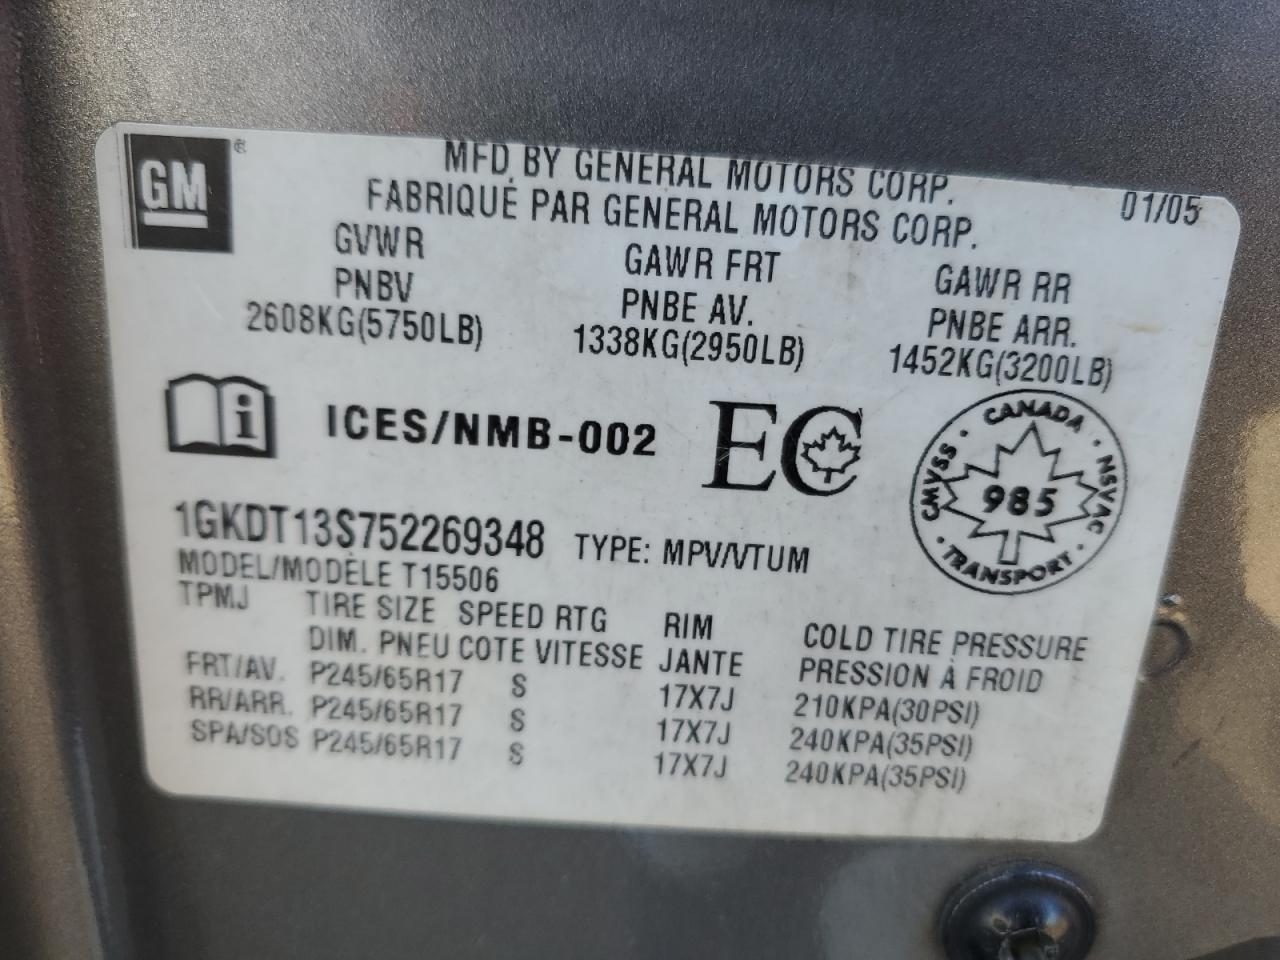 GM®
MFD. BY GENERAL MOTORS CORP.
01/05
FABRIQUÉ PAR GENERAL MOTORS CORP.
GVWR GAWR FRT GAWR RR
PNBV PNBE AV. PNBE ARR.
2608KG(5750LB) 1338KG(2950LB) 1452KG(3200LB)
i ICES/NMB-002 EC
CANADA · NSVAC · TRANSPORT · CMVSS ·
985
1GKDT13S752269348 TYPE: MPV/VTUM
MODEL/MODÈLE T15506
TPMJ TIRE SIZE SPEED RTG RIM COLD TIRE PRESSURE
DIM. PNEU COTE VITESSE JANTE PRESSION À FROID
FRT/AV. P245/65R17 S 17X7J 210KPA(30PSI)
RR/ARR. P245/65R17 S 17X7J 240KPA(35PSI)
SPA/SOS P245/65R17 S 17X7J 240KPA(35PSI)